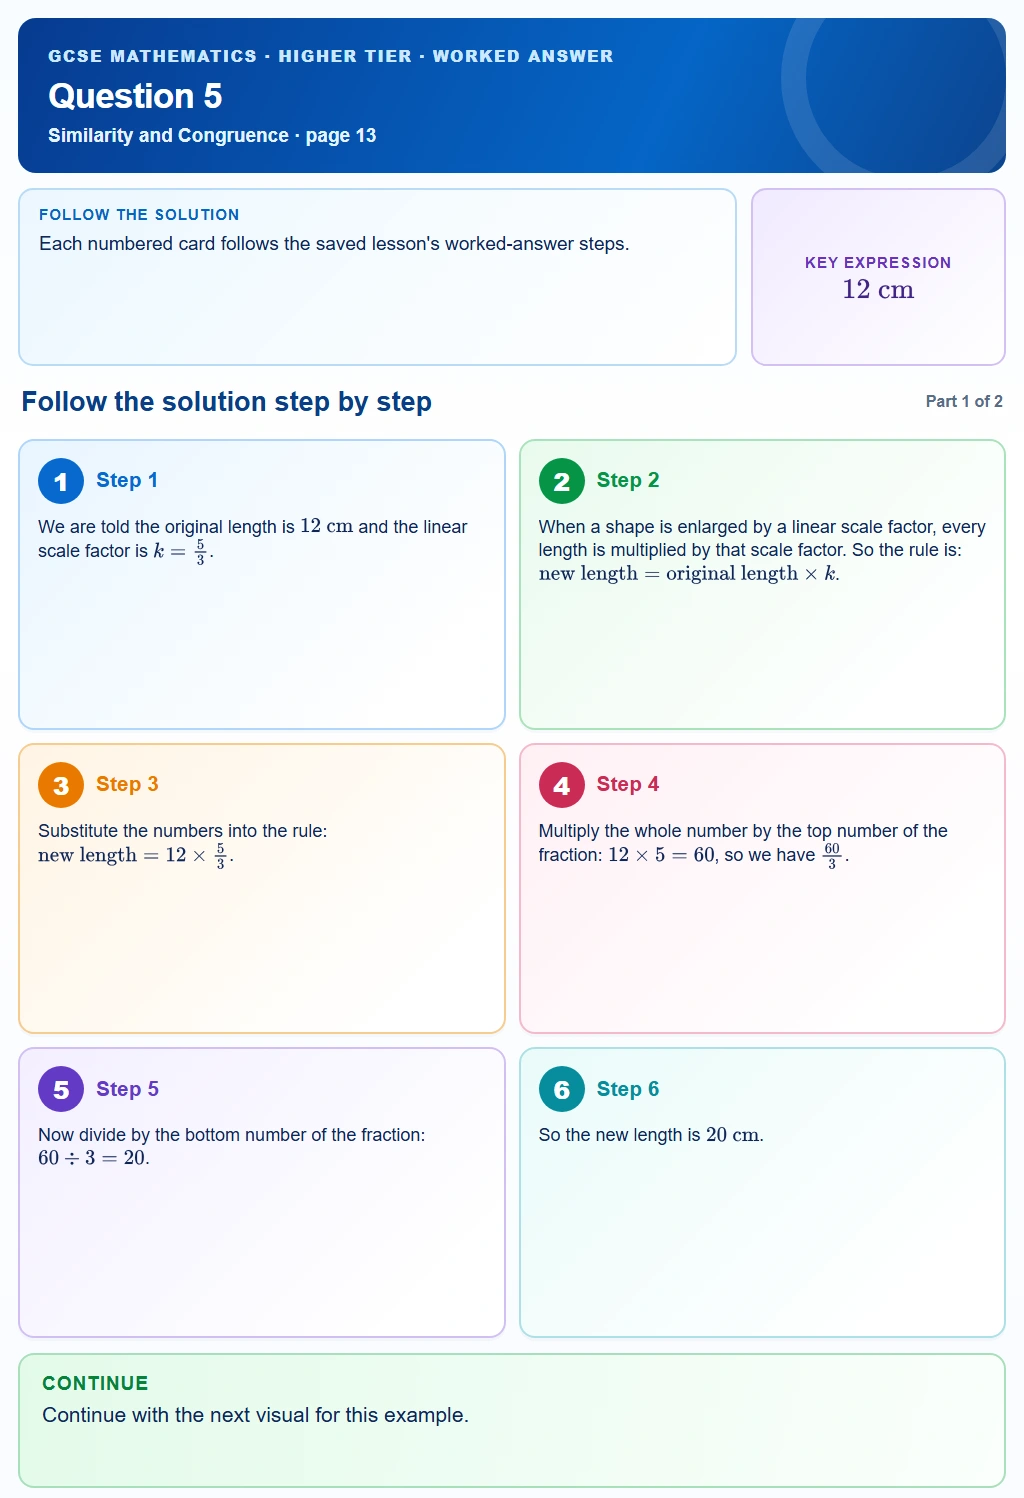 GCSE MATHEMATICS · HIGHER TIER · WORKED ANSWER
Question 5
Similarity and Congruence · page 13
FOLLOW THE SOLUTION
Each numbered card follows the saved lesson's worked-answer steps.
KEY EXPRESSION
12 cm
Follow the solution step by step
Part 1 of 2
1 Step 1
We are told the original length is 12 cm and the linear
scale factor is k = 5/3.
2 Step 2
When a shape is enlarged by a linear scale factor, every
length is multiplied by that scale factor. So the rule is:
new length = original length × k.
3 Step 3
Substitute the numbers into the rule:
new length = 12 × 5/3.
4 Step 4
Multiply the whole number by the top number of the
fraction: 12 × 5 = 60, so we have 60/3.
5 Step 5
Now divide by the bottom number of the fraction:
60 ÷ 3 = 20.
6 Step 6
So the new length is 20 cm.
CONTINUE
Continue with the next visual for this example.